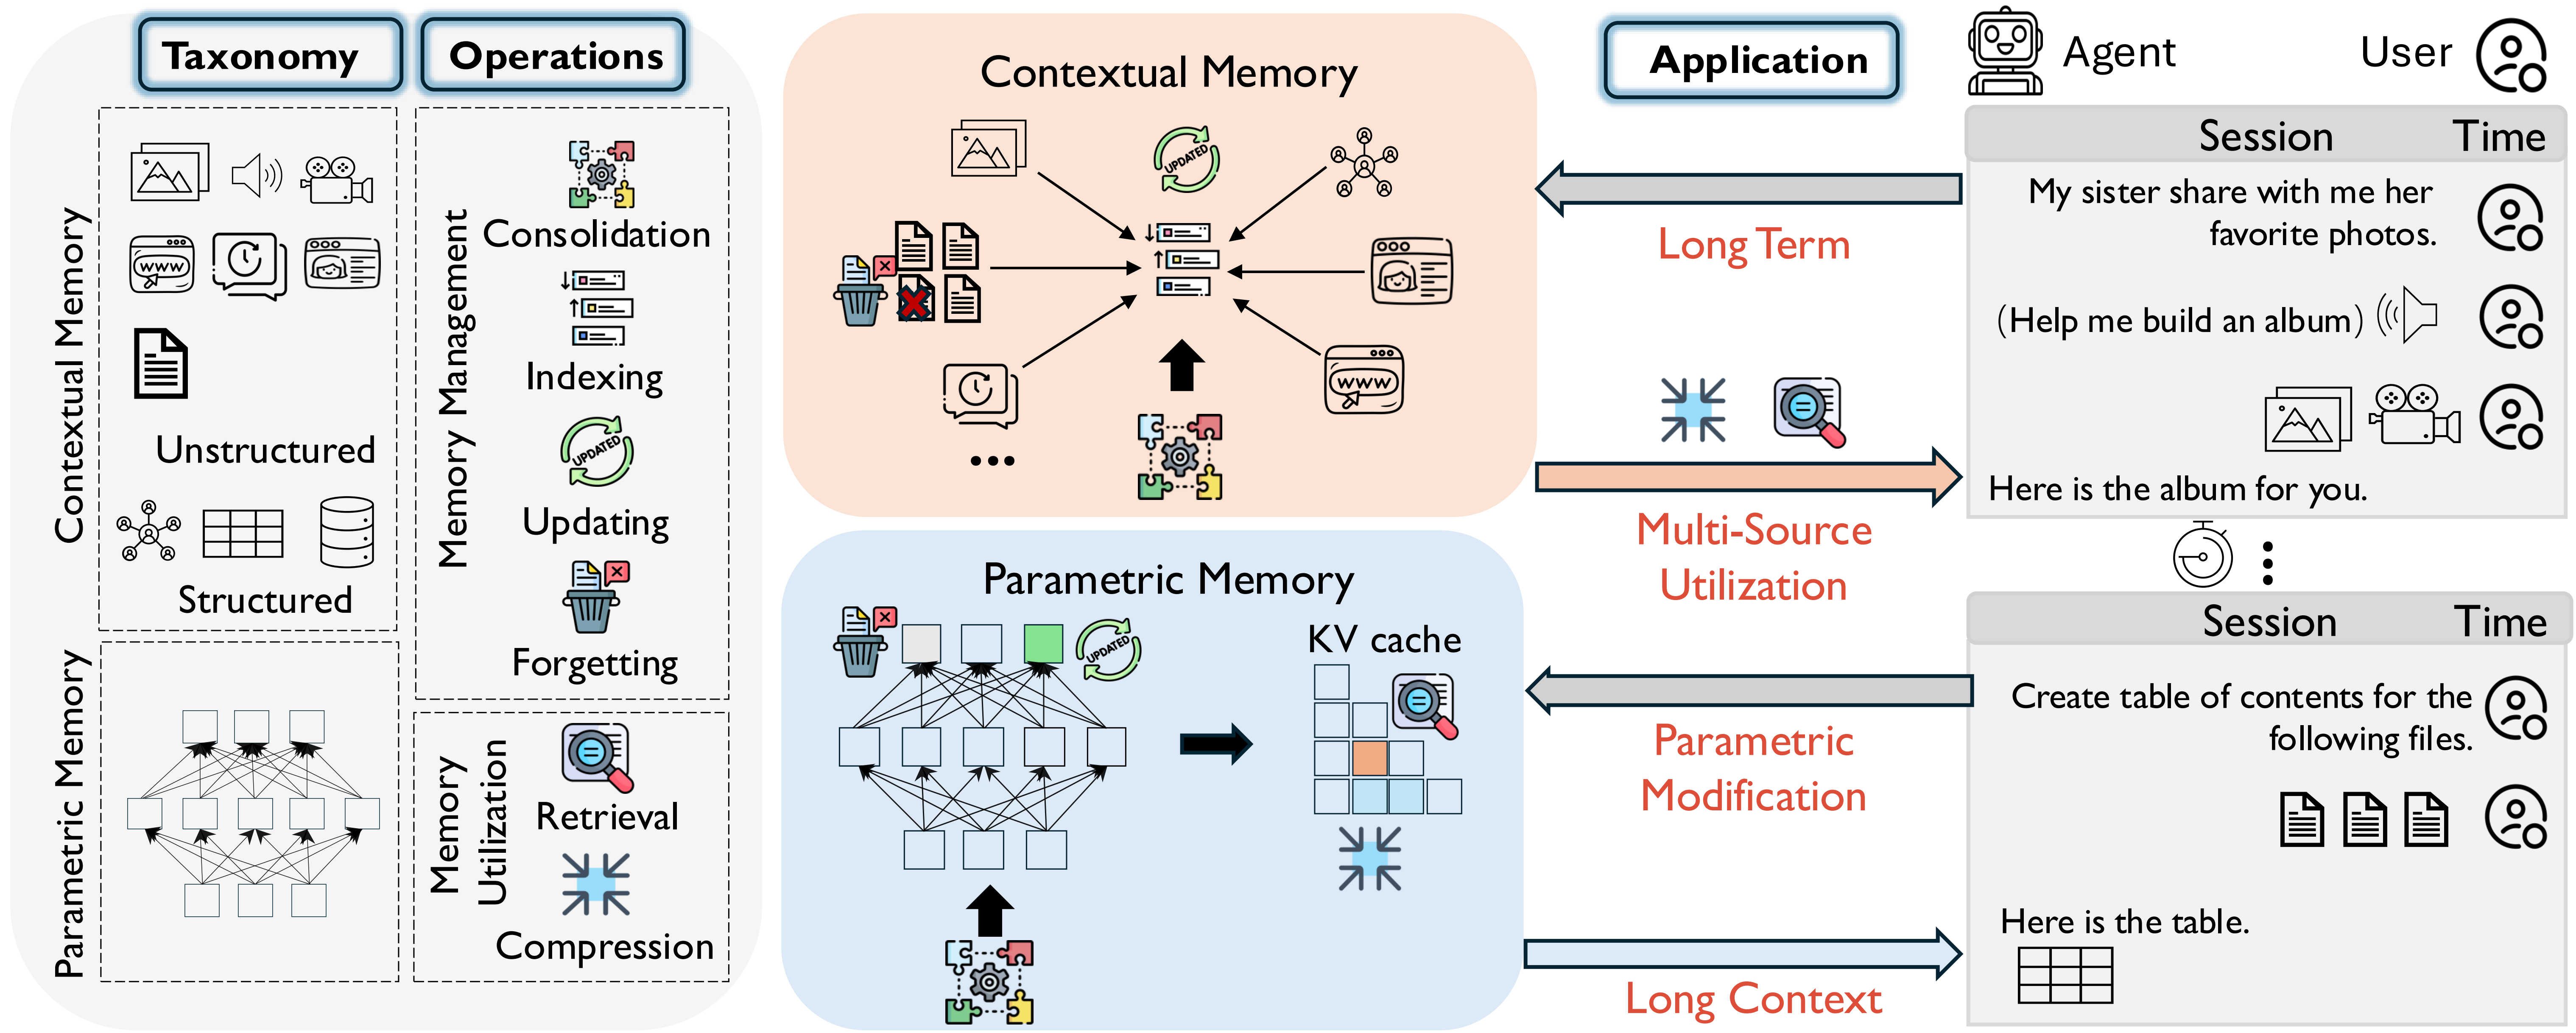 Taxonomy
Operations
Contextual Memory
WWW
Unstructured
Structured
Parametric Memory
Memory Management
Consolidation
Indexing
UPDATED
Updating
Forgetting
Memory
Utilization
Retrieval
Compression
Contextual Memory
UPDATED
WWW
...
Parametric Memory
UPDATED
KV cache
Application
Long Term
Multi-Source
Utilization
Parametric
Modification
Long Context
Agent
User
Session
Time
My sister share with me her
favorite photos.
(Help me build an album)
Here is the album for you.
Session
Time
Create table of contents for the
following files.
Here is the table.